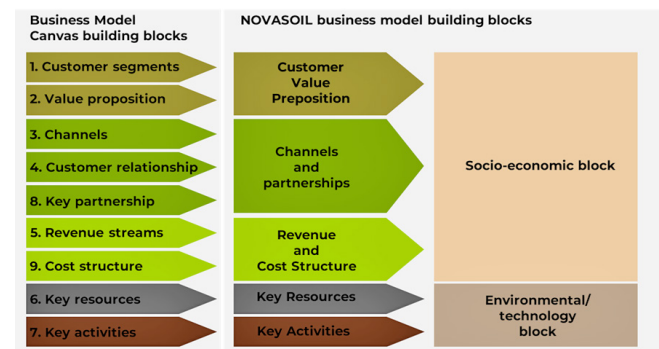 Business Model
Canvas building blocks
NOVASOIL business model building blocks
1. Customer segments
2. Value proposition
3. Channels
4. Customer relationship
8. Key partnership
5. Revenue streams
9. Cost structure
6. Key resources
7. Key activities
Customer
Value
Preposition
Channels
and
partnerships
Revenue
and
Cost Structure
Key Resources
Key Activities
Socio-economic block
Environmental/
technology
block